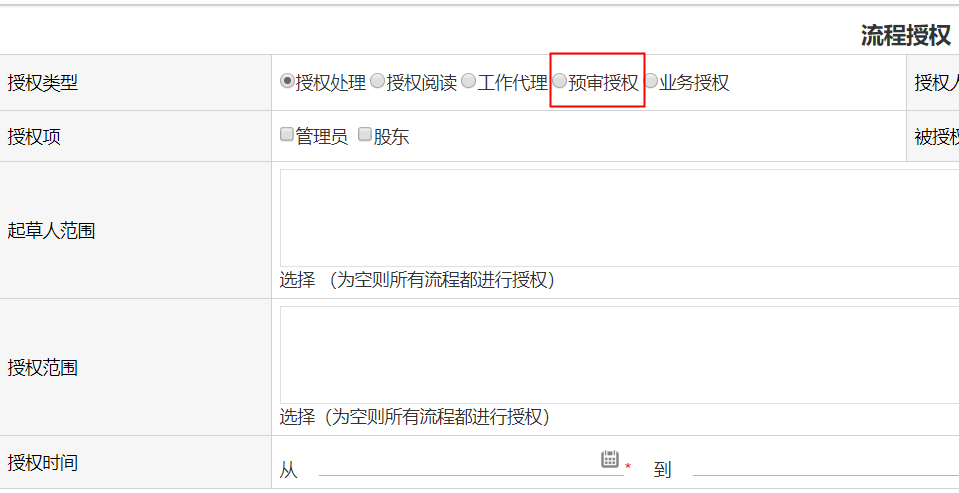 流程授权
授权类型 授权处理 授权阅读 工作代理 预审授权 业务授权 授权人
授权项 管理员 股东 被授权
起草人范围
选择 （为空则所有流程都进行授权）
授权范围
选择（为空则所有流程都进行授权）
授权时间 从 * 到